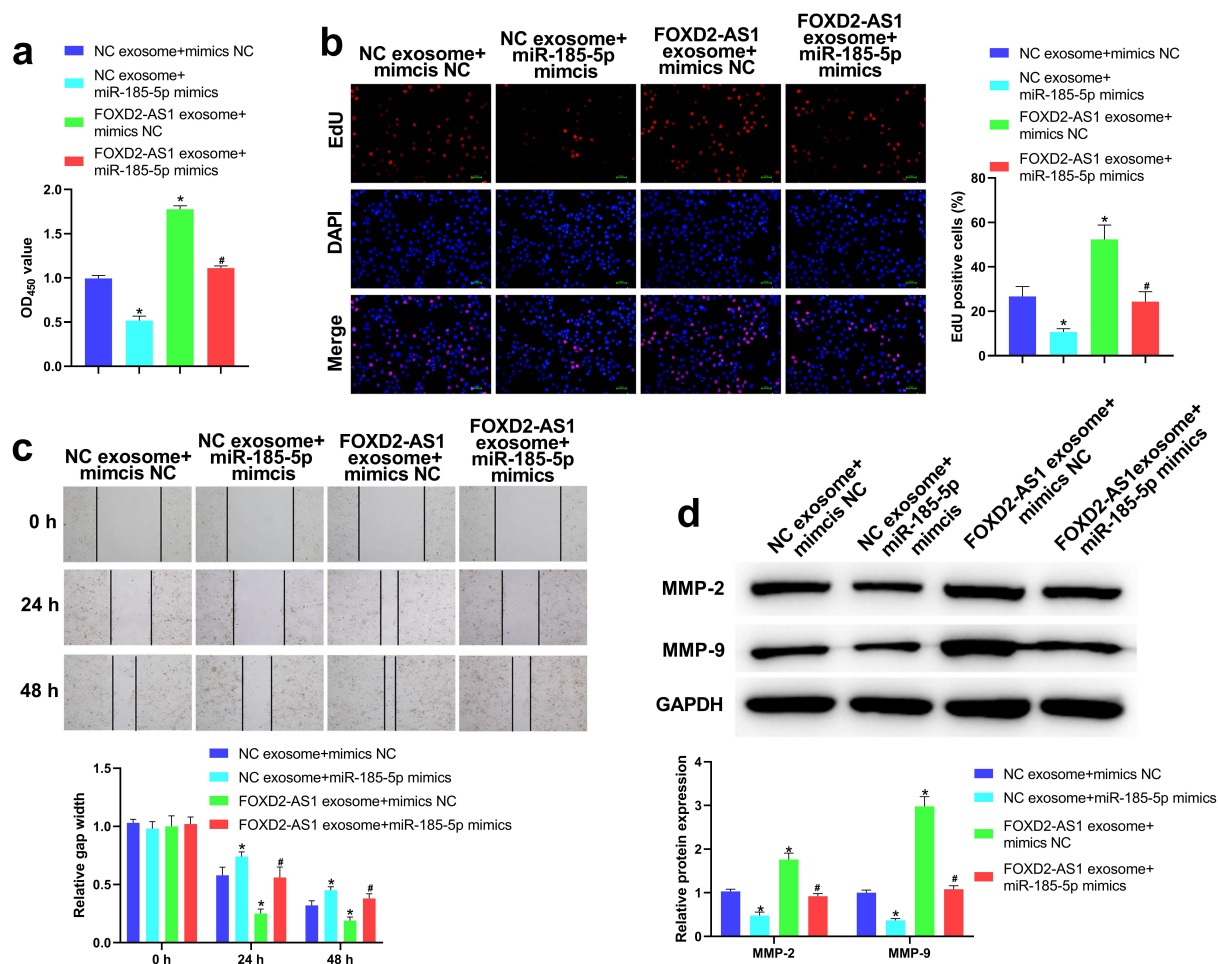 a
NC exosome+mimics NC
NC exosome+
miR-185-5p mimics
FOXD2-AS1 exosome+
mimics NC
FOXD2-AS1 exosome+
miR-185-5p mimics
2.0
1.5
1.0
0.5
0.0
OD450 value
*
*
#
b
NC exosome+
mimcis NC
NC exosome+
miR-185-5p
mimcis
FOXD2-AS1
exosome+
mimics NC
FOXD2-AS1
exosome+
miR-185-5p
mimics
EdU
DAPI
Merge
NC exosome+mimics NC
NC exosome+
miR-185-5p mimics
FOXD2-AS1 exosome+
mimics NC
FOXD2-AS1 exosome+
miR-185-5p mimics
80
60
40
20
0
EdU positive cells (%)
*
*
#
c
NC exosome+
mimcis NC
NC exosome+
miR-185-5p
mimcis
FOXD2-AS1
exosome+
mimics NC
FOXD2-AS1
exosome+
miR-185-5p
mimics
0 h
24 h
48 h
NC exosome+mimics NC
NC exosome+miR-185-5p mimics
FOXD2-AS1 exosome+mimics NC
FOXD2-AS1 exosome+miR-185-5p mimics
1.5
1.0
0.5
0.0
Relative gap width
*
*
#
*
*
#
0 h
24 h
48 h
d
NC exosome+
mimcis NC
NC exosome+
miR-185-5p
mimcis
FOXD2-AS1 exosome+
mimics NC
FOXD2-AS1exosome+
miR-185-5p mimics
MMP-2
MMP-9
GAPDH
NC exosome+mimics NC
NC exosome+miR-185-5p mimics
FOXD2-AS1 exosome+
mimics NC
FOXD2-AS1 exosome+
miR-185-5p mimics
4
3
2
1
0
Relative protein expression
*
*
#
*
*
#
MMP-2
MMP-9